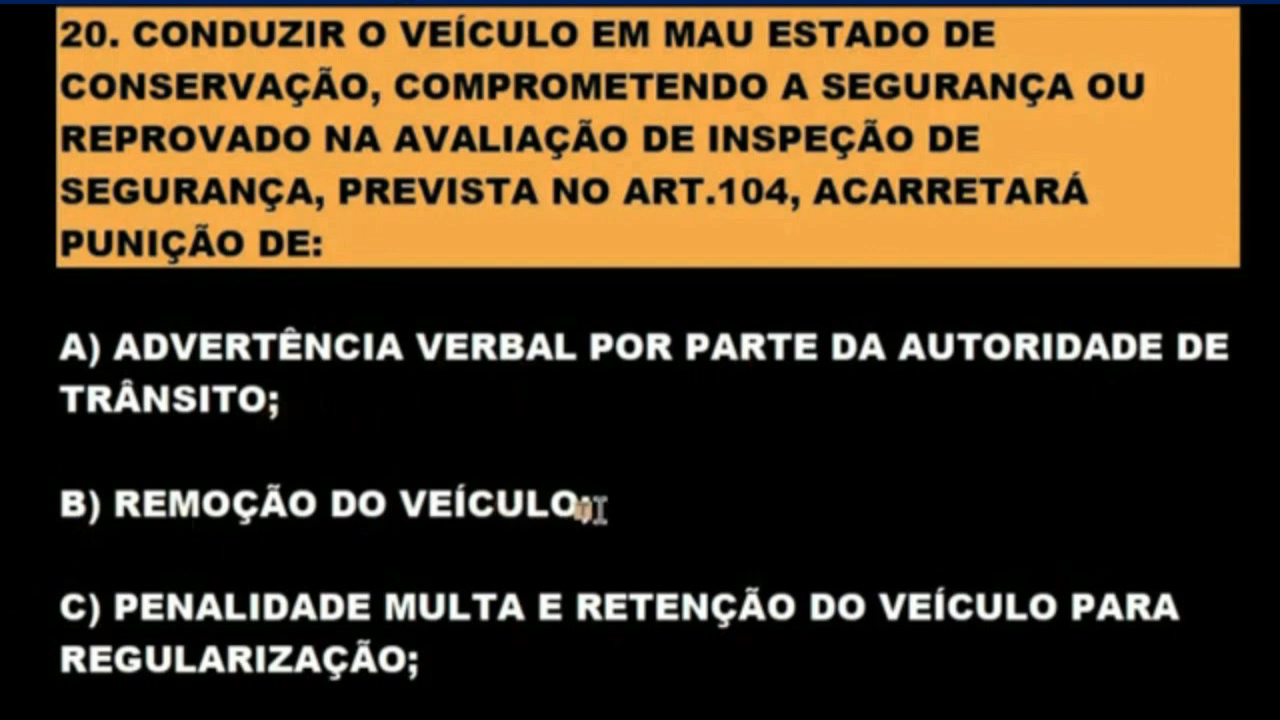 20. CONDUZIR O VEÍCULO EM MAU ESTADO DE
CONSERVAÇÃO, COMPROMETENDO A SEGURANÇA OU
REPROVADO NA AVALIAÇÃO DE INSPEÇÃO DE
SEGURANÇA, PREVISTA NO ART.104, ACARRETARÁ
PUNIÇÃO DE:
A) ADVERTÊNCIA VERBAL POR PARTE DA AUTORIDADE DE
TRÂNSITO;
B) REMOÇÃO DO VEÍCULO;
C) PENALIDADE MULTA E RETENÇÃO DO VEÍCULO PARA
REGULARIZAÇÃO;